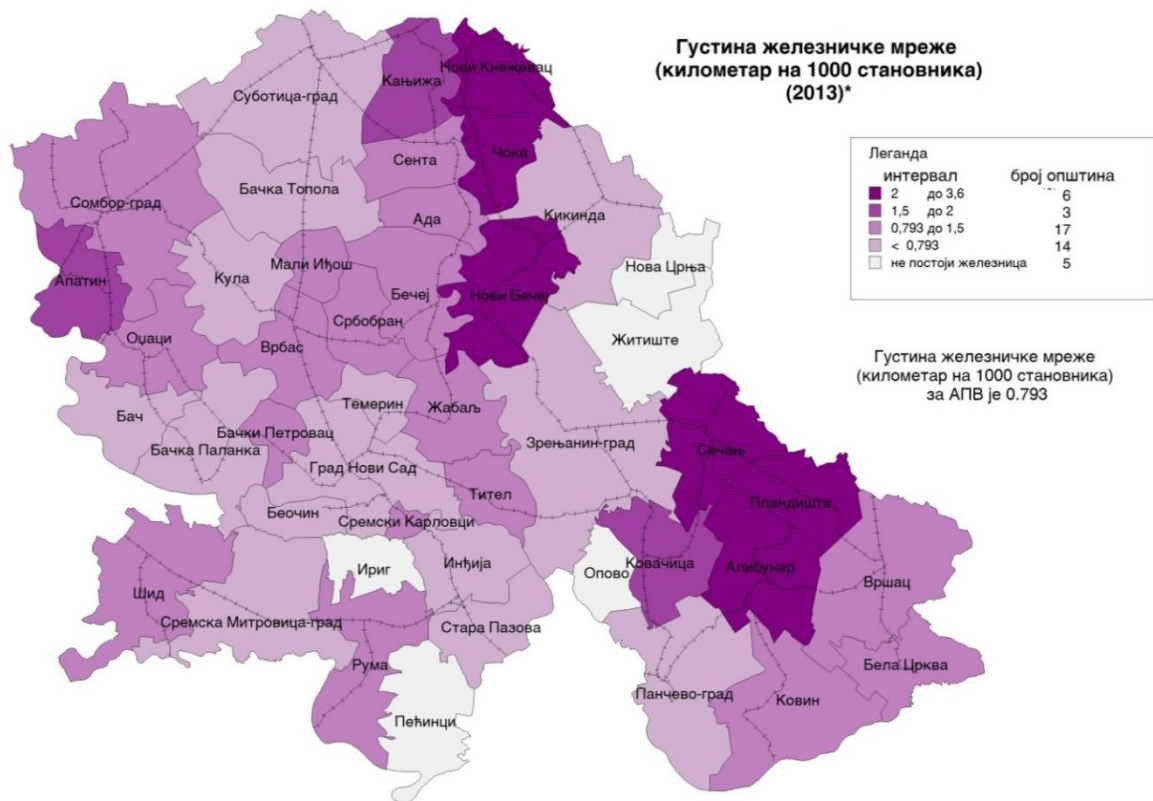 Густина железничке мреже
(километар на 1000 становника)
(2013)*
Леганда
интервал број општина
2 до 3,6 6
1,5 до 2 3
0,793 до 1,5 17
< 0,793 14
не постоји железница 5
Густина железничке мреже
(километар на 1000 становника)
за АПВ је 0.793
Нови Кнежевац
Кањижа
Суботица-град
Чока
Сента
Бачка Топола
Сомбор-град
Ада
Кикинда
Мали Иђош
Нова Црња
Апатин
Кула
Бечеј
Нови Бечеј
Србобран
Житиште
Оџаци
Врбас
Темерин
Жабаљ
Бач
Бачки Петровац
Бачка Паланка
Зрењанин-град
Сечањ
Град Нови Сад
Тител
Пландиште
Беочин
Сремски Карловци
Ириг
Инђија
Опово
Ковачица
Алибунар
Вршац
Шид
Сремска Митровица-град
Стара Пазова
Рума
Бела Црква
Панчево-град
Ковин
Пећинци